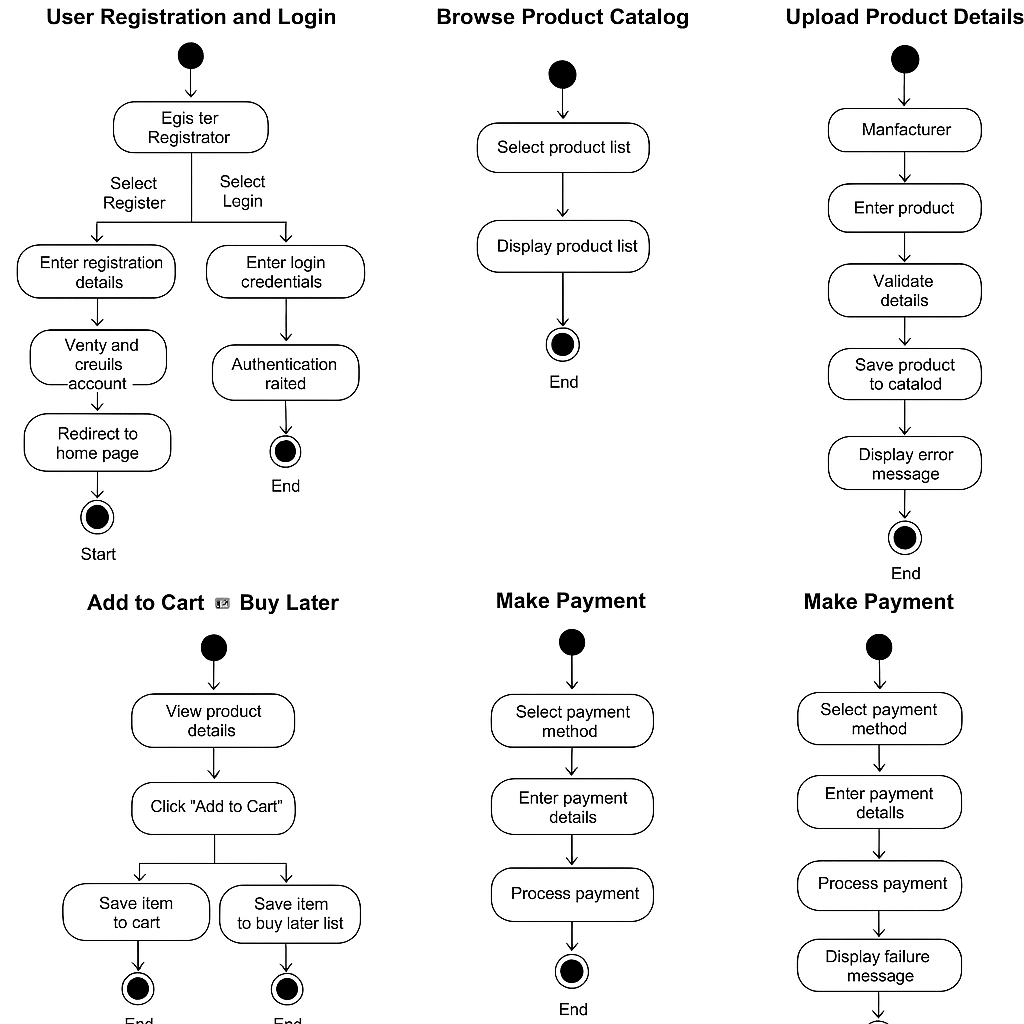 User Registration and Login
Egis ter
Registrator
Select
Register
Select
Legin
Enter registration
details
Enter login
credentials
Venty and
creuils
account
Authentication
raited
Redirect to
home page
End
Start
Browse Product Catalog
Select product list
Display product list
End
Upload Product Details
Manfacturer
Enter product
Validate
details
Save product
to catalod
Display error
message
End
Add to Cart Buy Later
View product
details
Click "Add to Cart"
Save item
to cart
Save item
to buy later list
End
End
Make Payment
Select payment
method
Enter payment
details
Process payment
End
Make Payment
Select payment
method
Enter payment
details
Process payment
Display failure
message